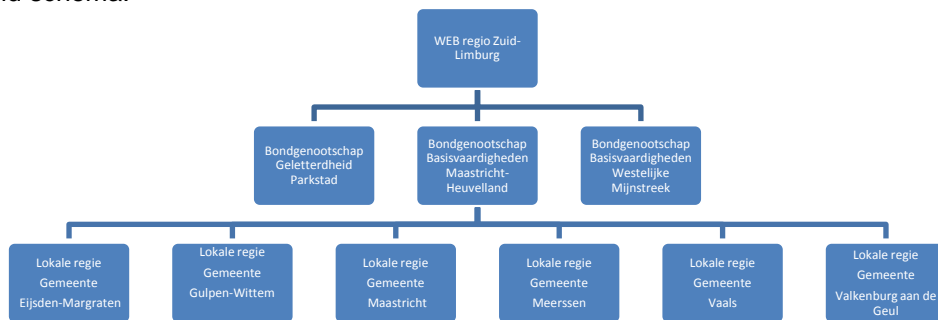 WEB regio Zuid-
Limburg
Bondgenootschap
Geletterdheid
Parkstad
Bondgenootschap
Basisvaardigheden
Maastricht-
Heuvelland
Bondgenootschap
Basisvaardigheden
Westelijke
Mijnstreek
Lokale regie
Gemeente
Eijsden-Margraten
Lokale regie
Gemeente
Gulpen-Wittem
Lokale regie
Gemeente
Maastricht
Lokale regie
Gemeente
Meerssen
Lokale regie
Gemeente
Vaals
Lokale regie
Gemeente
Valkenburg aan de
Geul